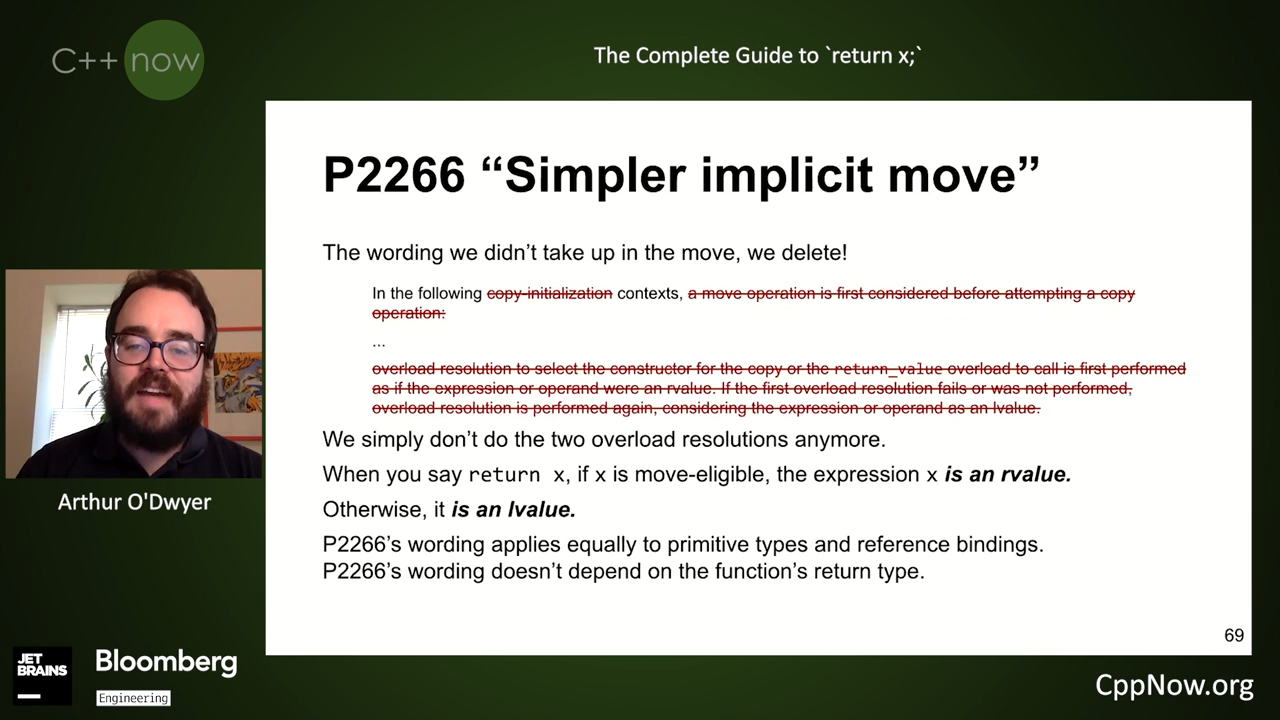 C++ now
The Complete Guide to `return x;`
P2266 “Simpler implicit move”
The wording we didn’t take up in the move, we delete!
In the following copy-initialization contexts, a move operation is first considered before attempting a copy
operation:
...
overload resolution to select the constructor for the copy or the return_value overload to call is first performed
as if the expression or operand were an rvalue. If the first overload resolution fails or was not performed,
overload resolution is performed again, considering the expression or operand as an lvalue.
We simply don’t do the two overload resolutions anymore.
When you say return x, if x is move-eligible, the expression x is an rvalue.
Otherwise, it is an lvalue.
P2266’s wording applies equally to primitive types and reference bindings.
P2266’s wording doesn’t depend on the function’s return type.
69
Arthur O'Dwyer
JET
BRAINS
Bloomberg
Engineering
CppNow.org